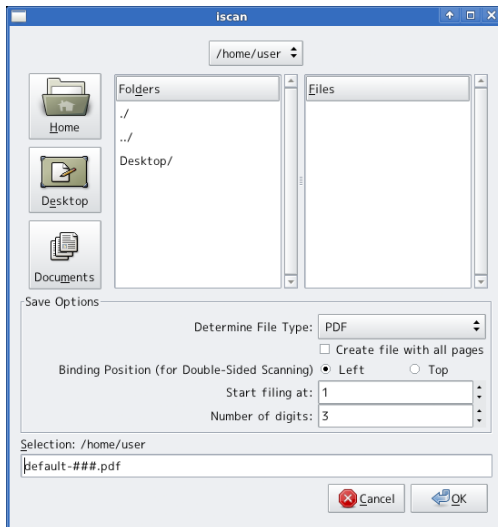 iscan
/home/user
Home
Desktop
Documents
Folders
./
../
Desktop/
Files
Save Options
Determine File Type: PDF
Create file with all pages
Binding Position (for Double-Sided Scanning) Left Top
Start filing at: 1
Number of digits: 3
Selection: /home/user
default-###.pdf
Cancel OK